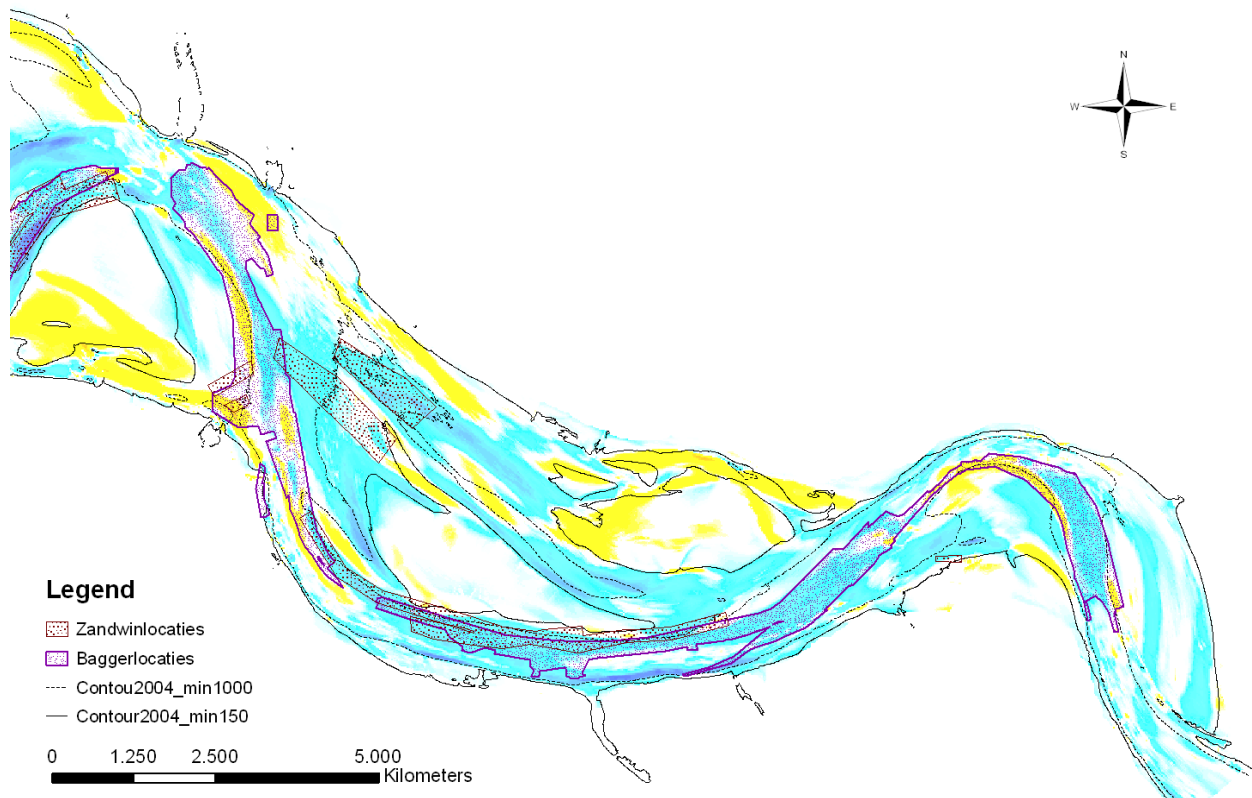 N
W E
S
Legend
Zandwinlocaties
Baggerlocaties
Contou2004_min1000
Contour2004_min150
0 1.250 2.500 5.000
Kilometers